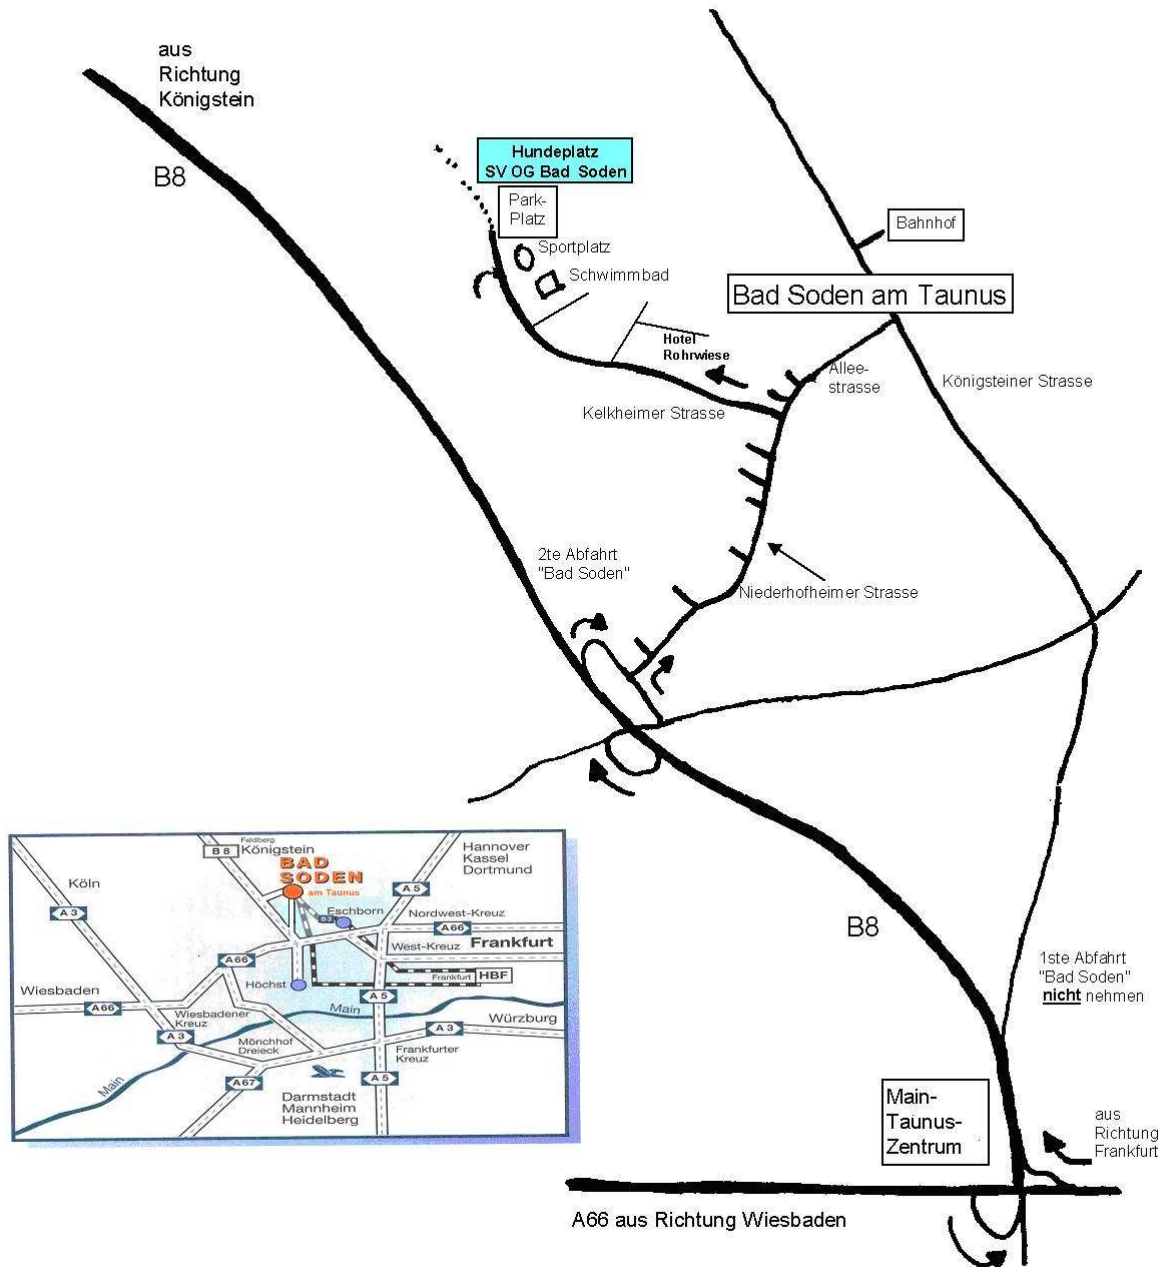 aus
Richtung
Königstein
B8
Hundeplatz
SV OG Bad Soden
Park-
Platz
Sportplatz
Schwimmbad
Bahnhof
Bad Soden am Taunus
Hotel
Rohrwiese
Allee-
strasse
Königsteiner Strasse
Kelkheimer Strasse
2te Abfahrt
"Bad Soden"
Niederhofheimer Strasse
B8
1ste Abfahrt
"Bad Soden"
nicht nehmen
Main-
Taunus-
Zentrum
aus
Richtung
Frankfurt
A66 aus Richtung Wiesbaden
Feldberg
B 8 Königstein
BAD
SODEN
am Taunus
Hannover
Kassel
Dortmund
Köln
A 5
A 3
Eschborn
S3
Nordwest-Kreuz
A66
West-Kreuz
Frankfurt
A66
Höchst
Frankfurt
HBF
Wiesbaden
A66
A 5
Wiesbadener
Kreuz
Main
A 3
Würzburg
A 3
Mönchhof
Dreieck
Frankfurter
Kreuz
Main
A67
A 5
Darmstadt
Mannheim
Heidelberg